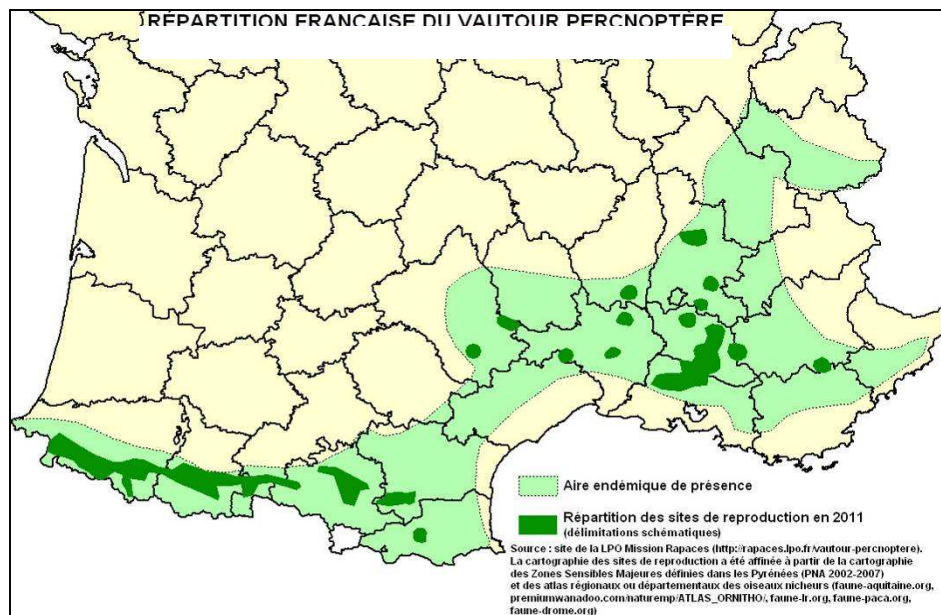 RÉPARTITION FRANÇAISE DU VAUTOUR PERCNOPTÈRE
Aire endémique de présence
Répartition des sites de reproduction en 2011
(délimitations schématiques)
Source : site de la LPO Mission Rapaces (http://rapaces.lpo.fr/vautour-percnoptere).
La cartographie des sites de reproduction a été affinée à partir de la cartographie
des Zones Sensibles Majeures définies dans les Pyrénées (PNA 2002-2007)
et des atlas régionaux ou départementaux des oiseaux nicheurs (faune-aquitaine.org,
premiumwanadoo.com/naturemp/ATLAS_ORNITHO/, faune-lr.org, faune-paca.org,
faune-drome.org)